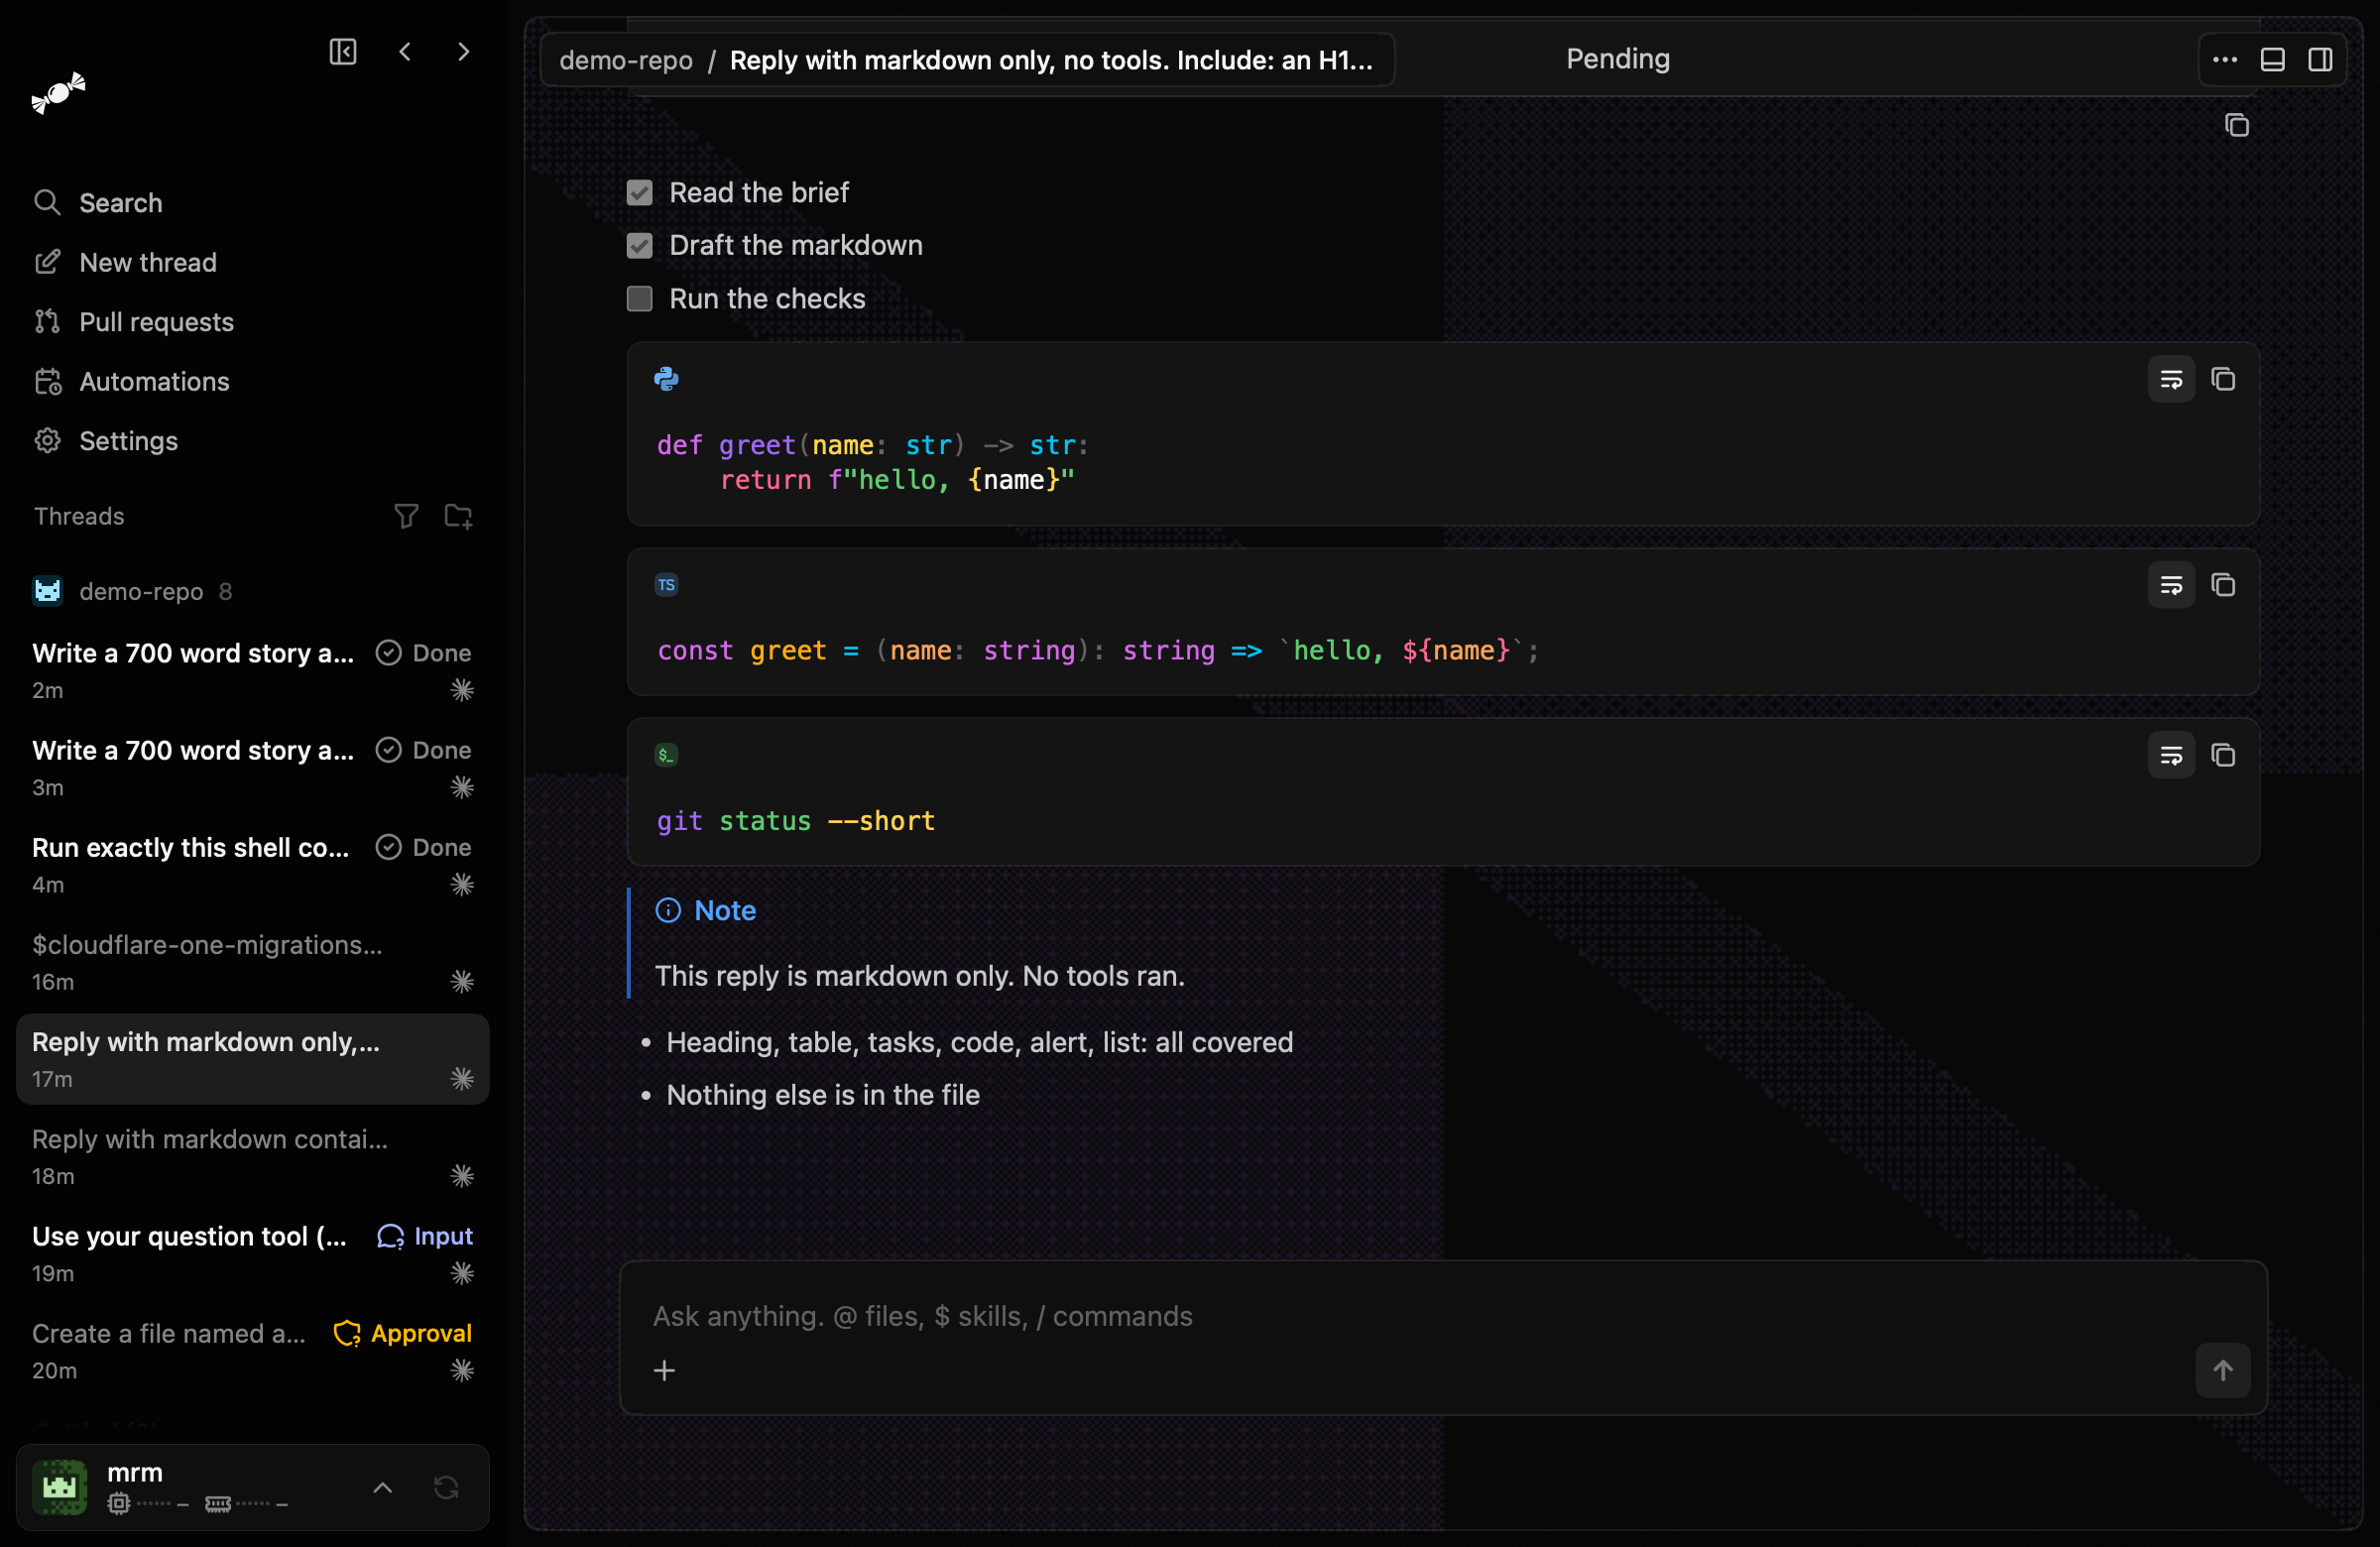 demo-repo / Reply with markdown only, no tools. Include: an H1...
Pending
Search
New thread
Pull requests
Automations
Settings
Threads
demo-repo 8
Write a 700 word story a... Done
2m
Write a 700 word story a... Done
3m
Run exactly this shell co... Done
4m
$cloudflare-one-migrations...
16m
Reply with markdown only,...
17m
Reply with markdown contai...
18m
Use your question tool (... Input
19m
Create a file named a... Approval
20m
mrm
Read the brief
Draft the markdown
Run the checks
def greet(name: str) -> str:
    return f"hello, {name}"
TS
const greet = (name: string): string => `hello, ${name}`;
$_
git status --short
Note
This reply is markdown only. No tools ran.
• Heading, table, tasks, code, alert, list: all covered
• Nothing else is in the file
Ask anything. @ files, $ skills, / commands